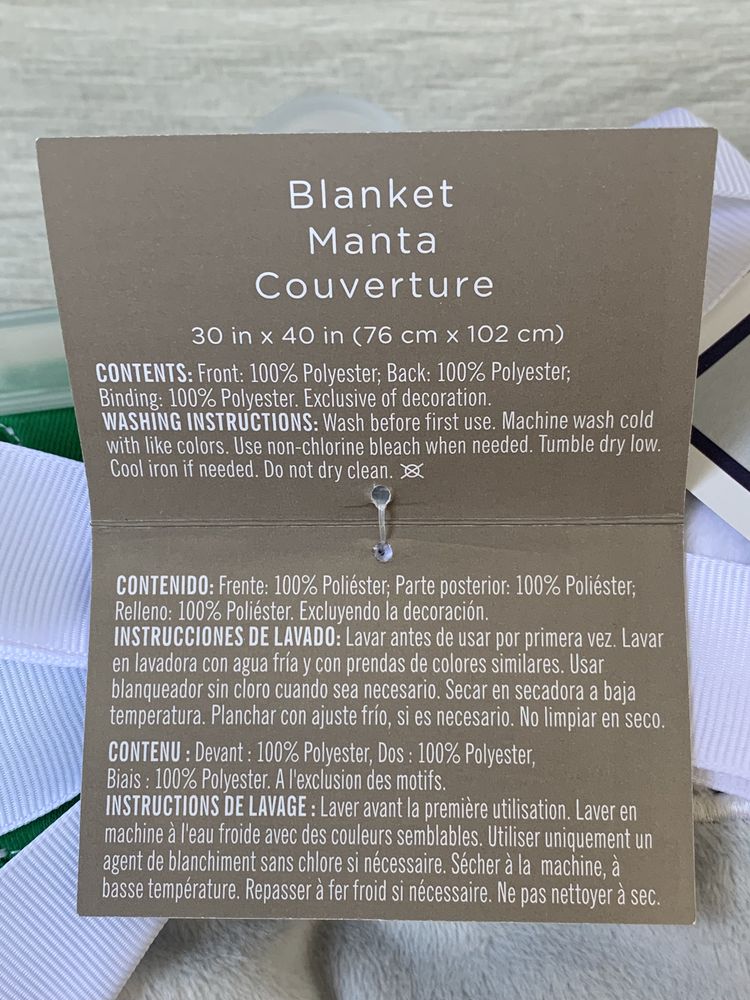 Blanket
Manta
Couverture
30 in x 40 in (76 cm x 102 cm)
CONTENTS: Front: 100% Polyester; Back: 100% Polyester;
Binding: 100% Polyester. Exclusive of decoration.
WASHING INSTRUCTIONS: Wash before first use. Machine wash cold
with like colors. Use non-chlorine bleach when needed. Tumble dry low.
Cool iron if needed. Do not dry clean.
CONTENIDO: Frente: 100% Poliéster; Parte posterior: 100% Poliéster;
Relleno: 100% Poliéster. Excluyendo la decoración.
INSTRUCCIONES DE LAVADO: Lavar antes de usar por primera vez. Lavar
en lavadora con agua fría y con prendas de colores similares. Usar
blanqueador sin cloro cuando sea necesario. Secar en secadora a baja
temperatura. Planchar con ajuste frío, si es necesario. No limpiar en seco.
CONTENU : Devant : 100% Polyester, Dos : 100% Polyester,
Biais : 100% Polyester. A l'exclusion des motifs.
INSTRUCTIONS DE LAVAGE : Laver avant la première utilisation. Laver en
machine à l'eau froide avec des couleurs semblables. Utiliser uniquement un
agent de blanchiment sans chlore si nécessaire. Sécher à la machine, à
basse température. Repasser à fer froid si nécessaire. Ne pas nettoyer à sec.